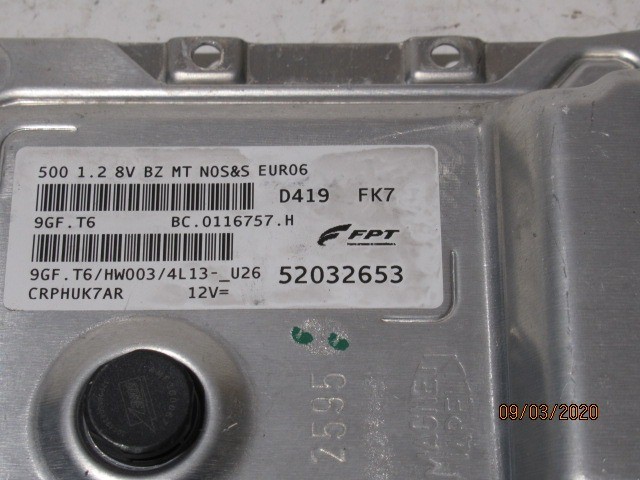 500 1.2 8V BZ MT NOS&S EURO6
D419 FK7
9GF.T6 BC.0116757.H
FPT
9GF.T6/HW003/4L13-_U26 52032653
CRPHUK7AR 12V=
2595
09/03/2020